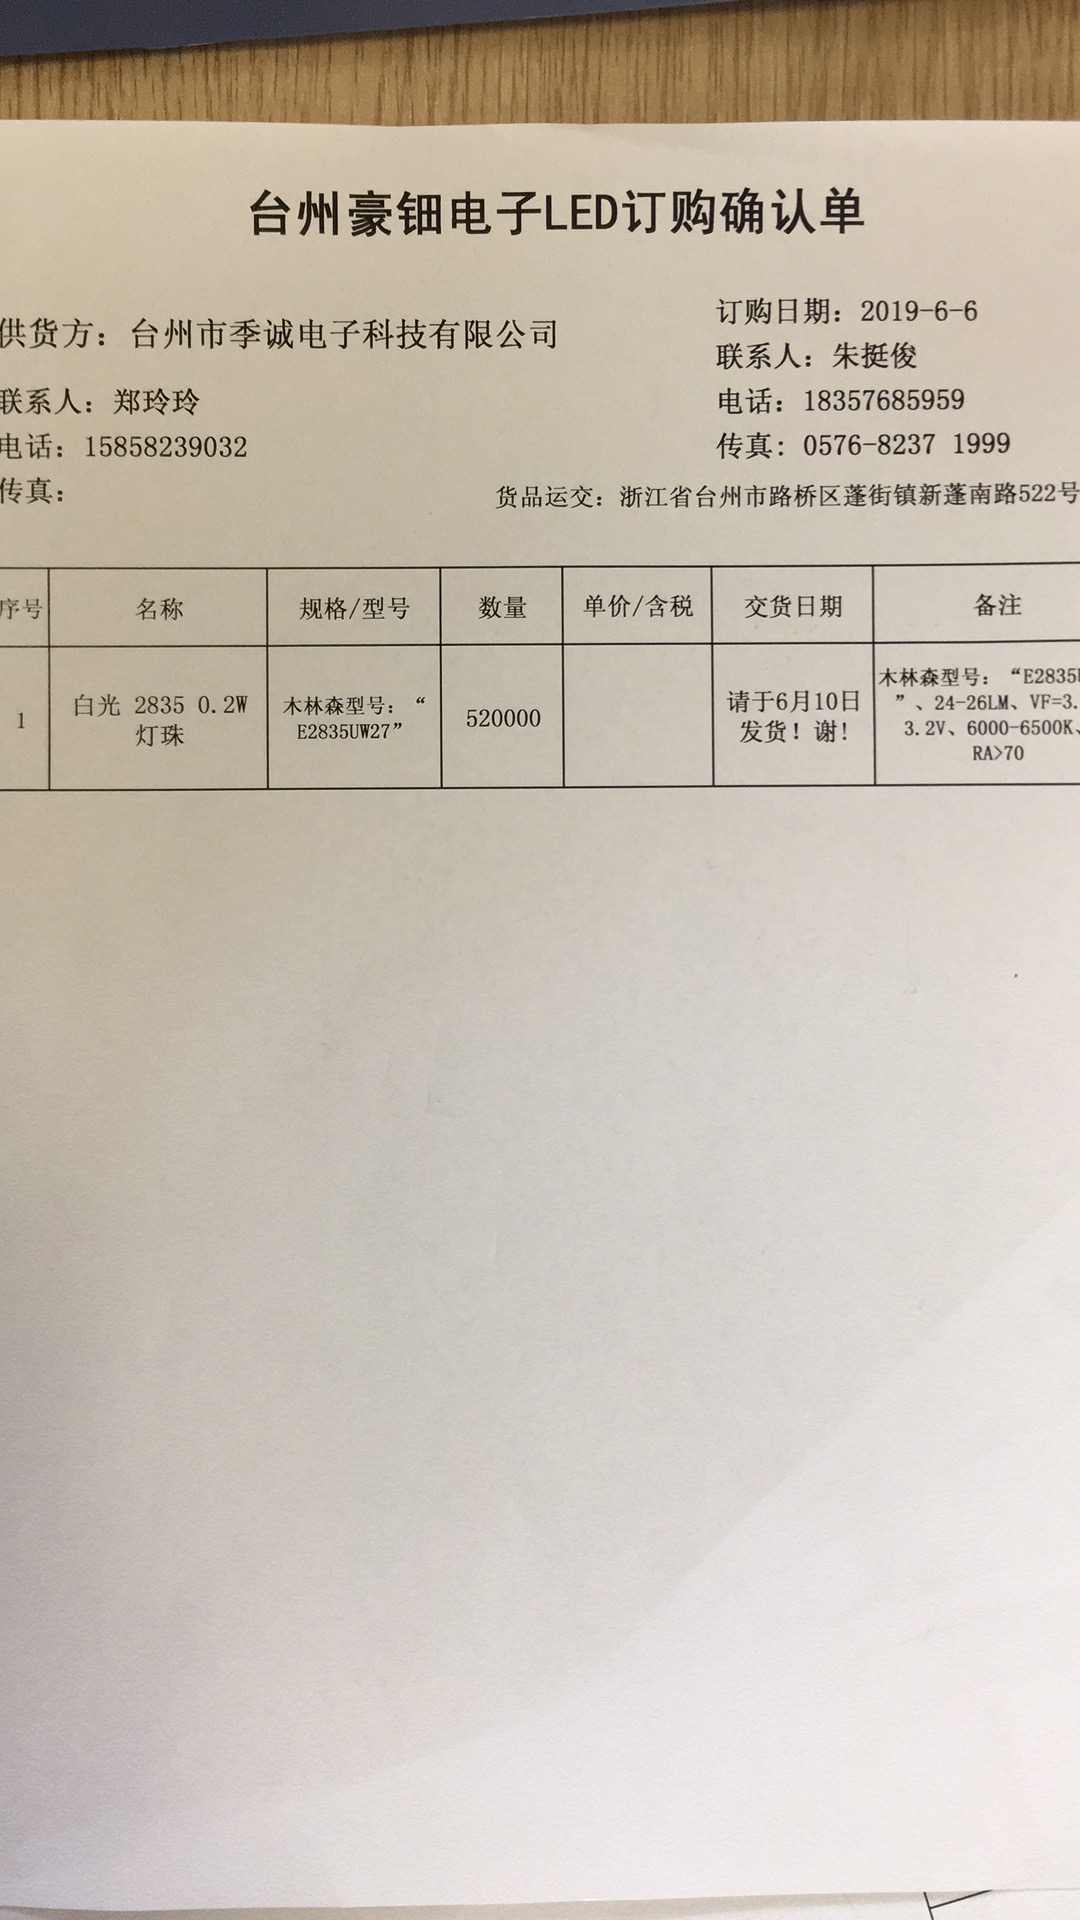 台州豪钿电子LED订购确认单
供货方：台州市季诚电子科技有限公司
订购日期：2019-6-6
联系人：朱挺俊
联系人：郑玲玲
电话：18357685959
电话：15858239032
传真：0576-8237 1999
传真：
货品运交：浙江省台州市路桥区蓬街镇新蓬南路522号
序号 名称 规格/型号 数量 单价/含税 交货日期 备注
1 白光 2835 0.2W 灯珠 木林森型号：“E2835UW27” 520000 请于6月10日发货！谢！
木林森型号：“E2835U
”、24-26LM、VF=3.
3.2V、6000-6500K、
RA>70